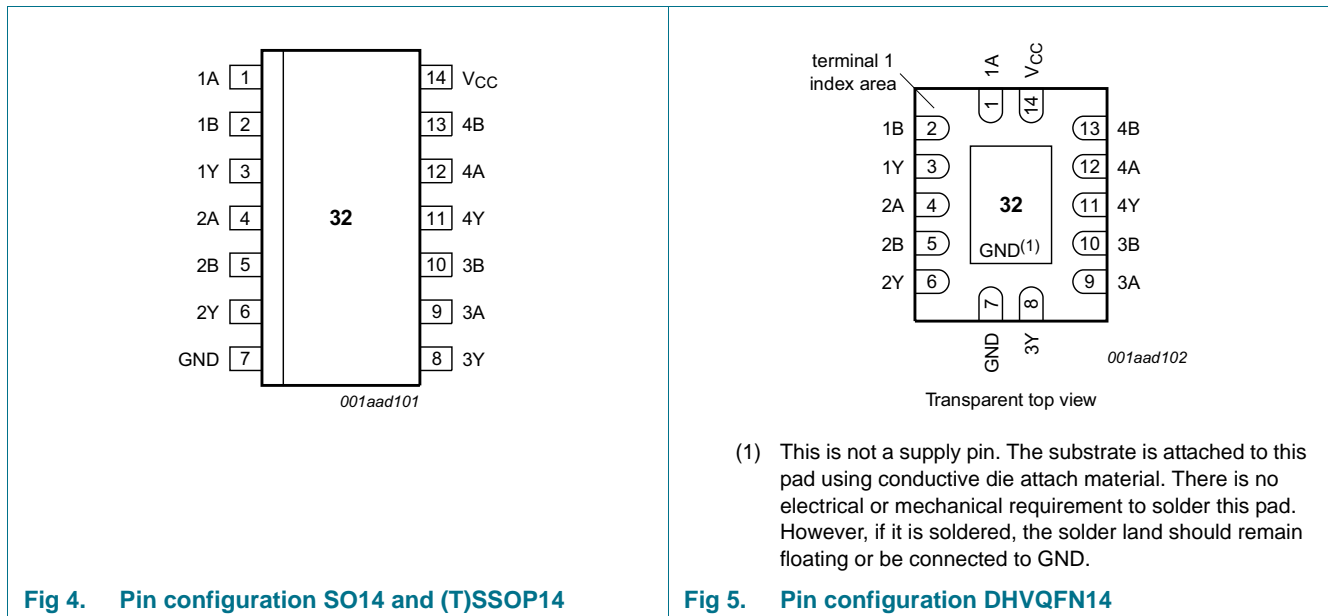 1A 1 14 VCC
1B 2 13 4B
1Y 3 12 4A
2A 4 32 11 4Y
2B 5 10 3B
2Y 6 9 3A
GND 7 8 3Y
001aad101
Fig 4. Pin configuration SO14 and (T)SSOP14
terminal 1
index area
1A VCC
1 14
1B 2 13 4B
1Y 3 12 4A
2A 4 32 11 4Y
2B 5 10 3B
GND(1)
2Y 6 9 3A
7 8
GND 3Y
001aad102
Transparent top view
(1) This is not a supply pin. The substrate is attached to this
pad using conductive die attach material. There is no
electrical or mechanical requirement to solder this pad.
However, if it is soldered, the solder land should remain
floating or be connected to GND.
Fig 5. Pin configuration DHVQFN14